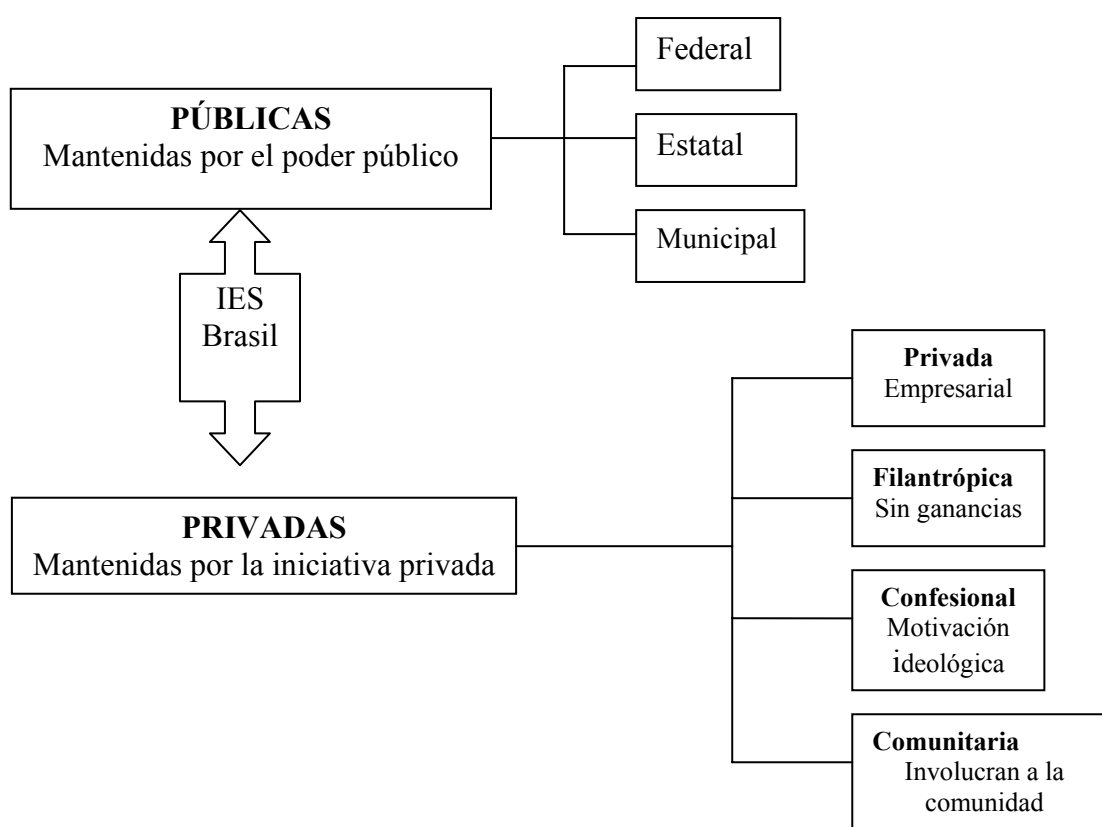 PÚBLICAS
Mantenidas por el poder público
Federal
Estatal
Municipal
IES
Brasil
PRIVADAS
Mantenidas por la iniciativa privada
Privada
Empresarial
Filantrópica
Sin ganancias
Confesional
Motivación
ideológica
Comunitaria
Involucran a la
comunidad